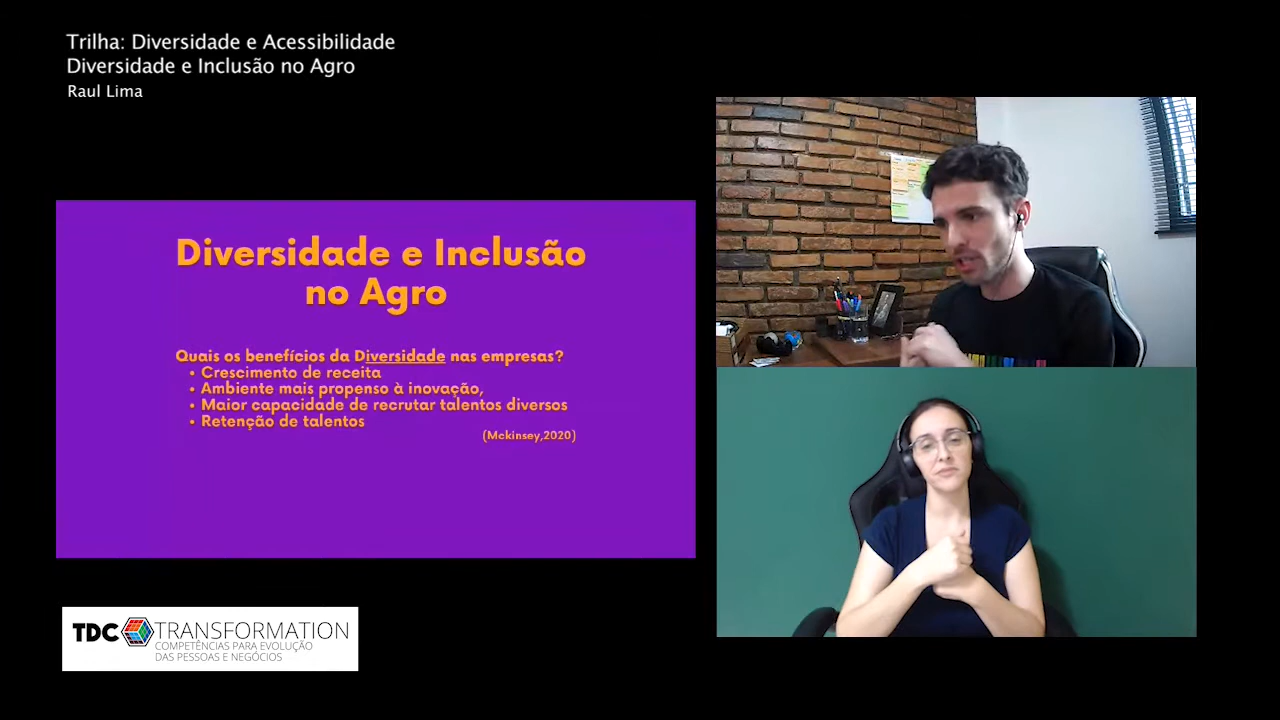 Trilha: Diversidade e Acessibilidade
Diversidade e Inclusão no Agro
Raul Lima
Diversidade e Inclusão
no Agro
Quais os benefícios da Diversidade nas empresas?
• Crescimento de receita
• Ambiente mais propenso à inovação,
• Maior capacidade de recrutar talentos diversos
• Retenção de talentos
(Mckinsey,2020)
TDC TRANSFORMATION
COMPETÊNCIAS PARA EVOLUÇÃO
DAS PESSOAS E NEGÓCIOS